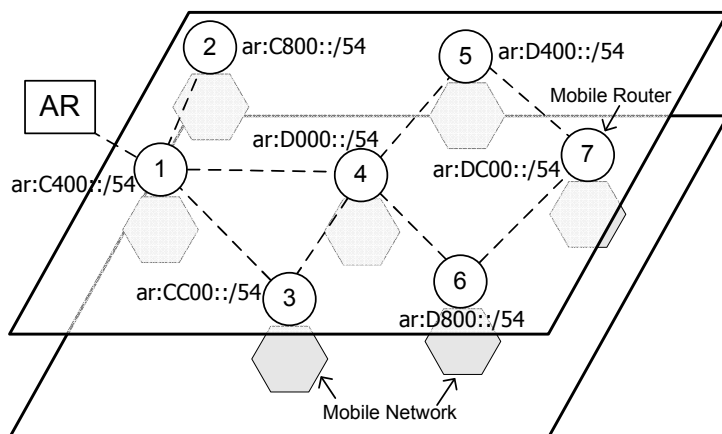 2
ar:C800::/54
5
ar:D400::/54
Mobile Router
AR
ar:D000::/54
1
4
ar:DC00::/54
7
ar:C400::/54
ar:CC00::/54
3
6
ar:D800::/54
Mobile Network